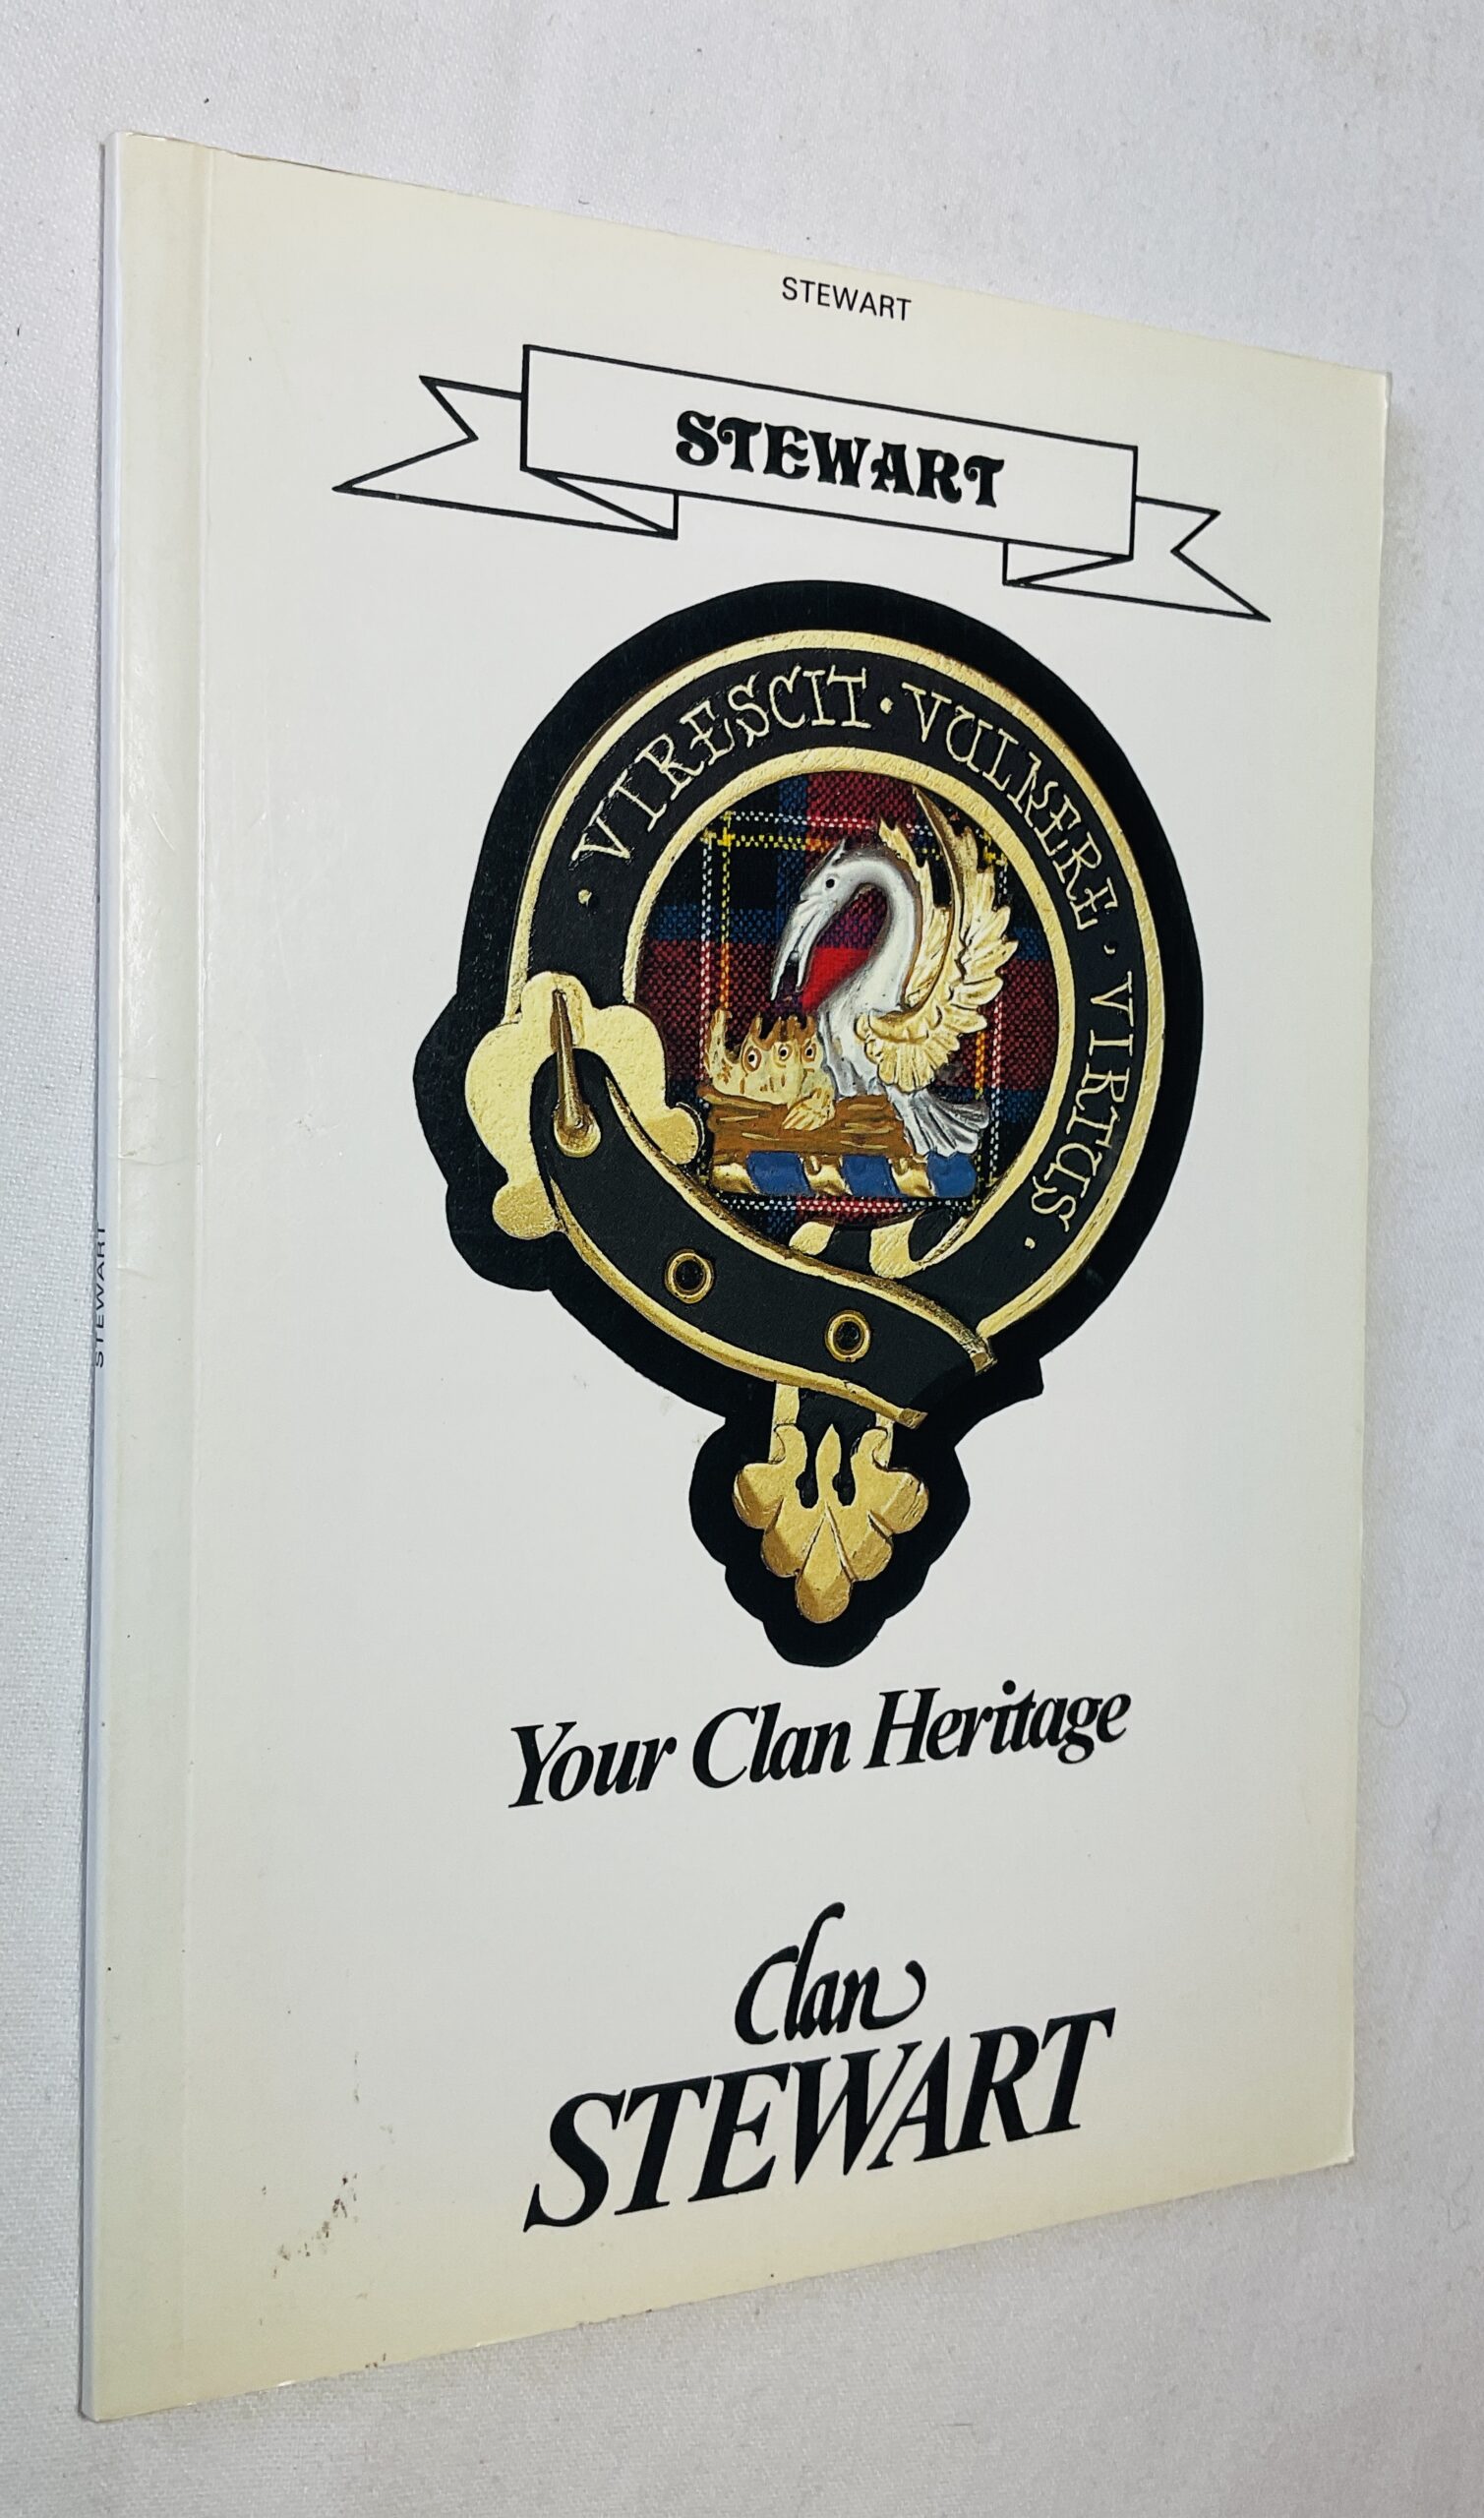 STEWART
STEWART
· VIRESCIT · VULNERE · VIRTUS ·
Your Clan Heritage
Clan
STEWART
STEWART